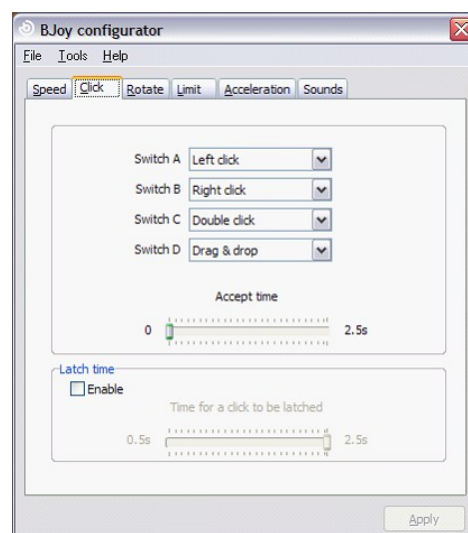 BJoy configurator
File Tools Help
Speed Click Rotate Limit Acceleration Sounds
Switch A Left click
Switch B Right click
Switch C Double click
Switch D Drag & drop
Accept time
0 2.5s
Latch time
Enable
Time for a click to be latched
0.5s 2.5s
Apply